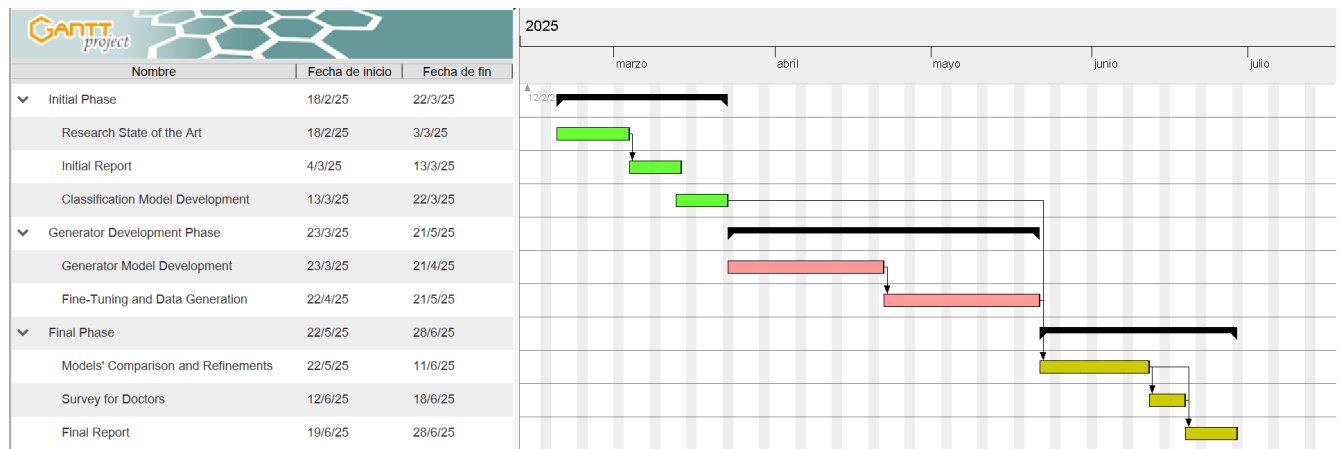 GANTT
project
2025
Nombre Fecha de inicio Fecha de fin marzo abril mayo junio julio
12/2/2
Initial Phase 18/2/25 22/3/25
Research State of the Art 18/2/25 3/3/25
Initial Report 4/3/25 13/3/25
Classification Model Development 13/3/25 22/3/25
Generator Development Phase 23/3/25 21/5/25
Generator Model Development 23/3/25 21/4/25
Fine-Tuning and Data Generation 22/4/25 21/5/25
Final Phase 22/5/25 28/6/25
Models' Comparison and Refinements 22/5/25 11/6/25
Survey for Doctors 12/6/25 18/6/25
Final Report 19/6/25 28/6/25